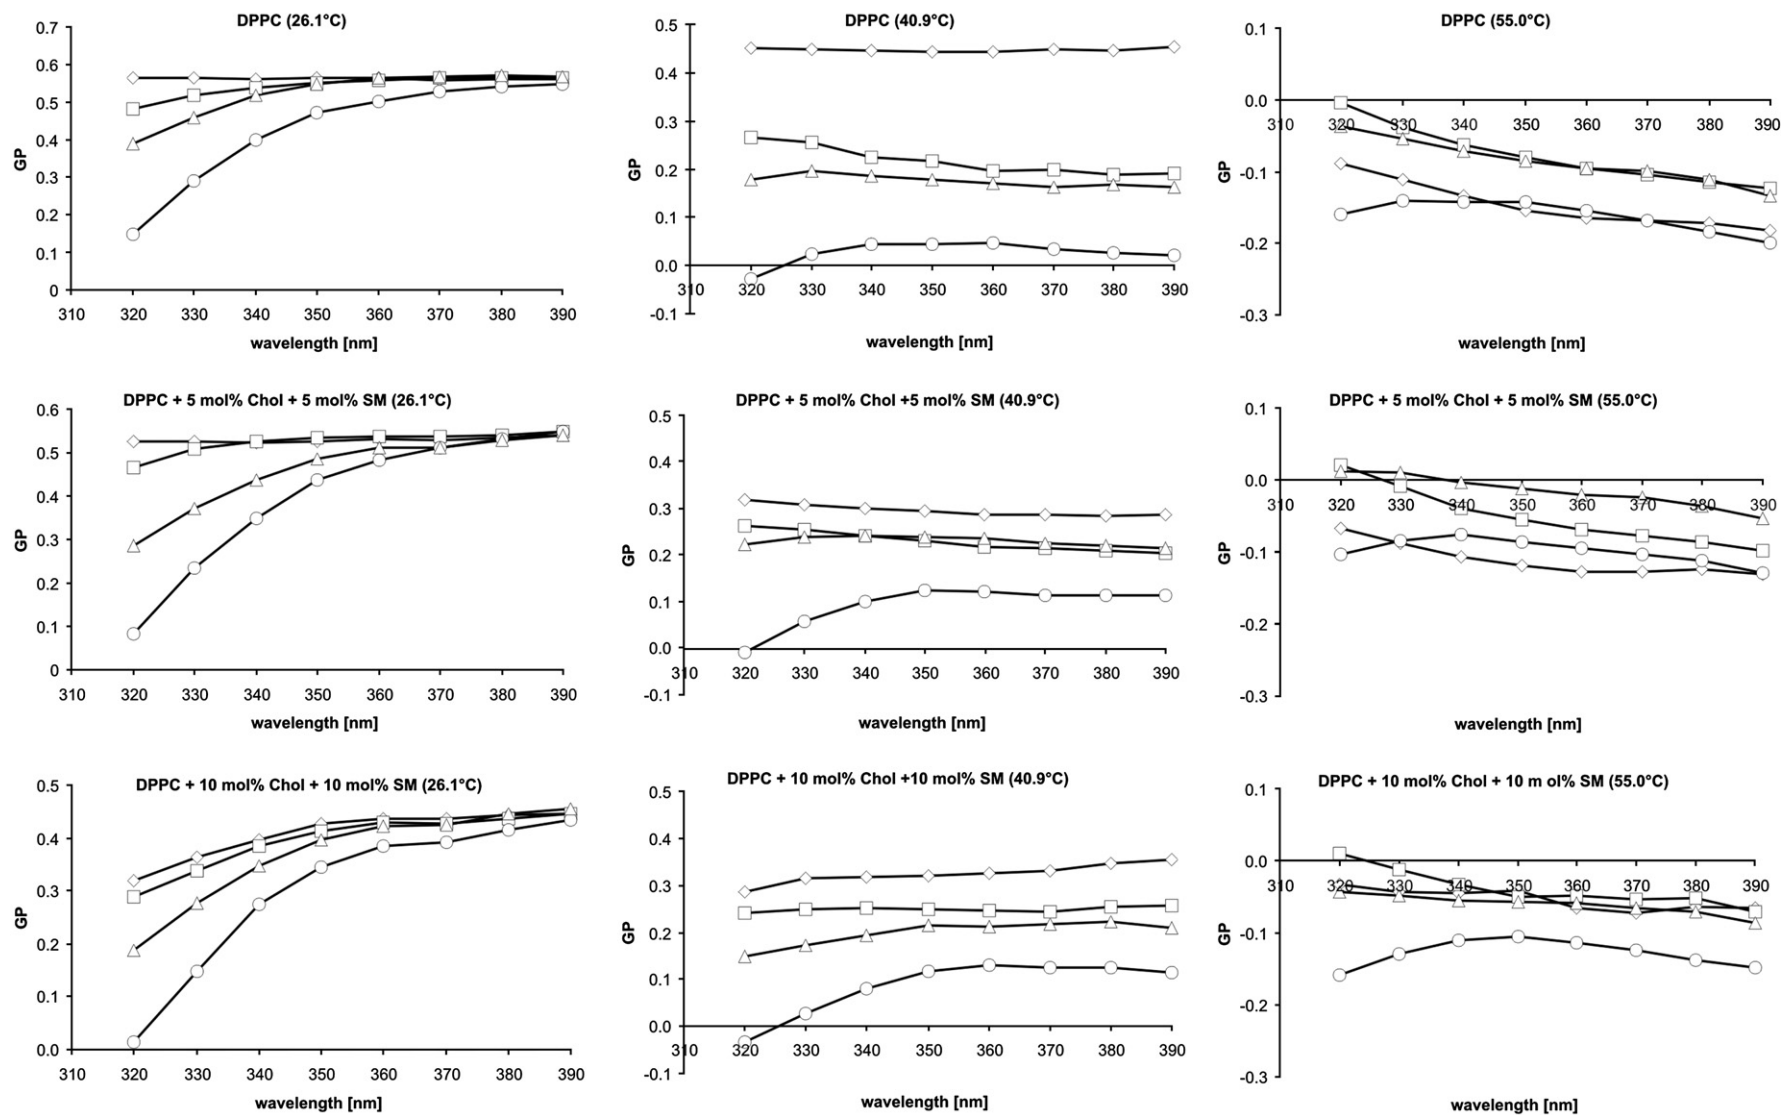 DPPC (26.1°C)
0.7
0.6
0.5
0.4
0.3
0.2
0.1
0
GP
310 320 330 340 350 360 370 380 390
wavelength [nm]
DPPC (40.9°C)
0.5
0.4
0.3
0.2
0.1
0.0
-0.1
GP
310 320 330 340 350 360 370 380 390
wavelength [nm]
DPPC (55.0°C)
0.1
0.0
-0.1
-0.2
-0.3
GP
310 320 330 340 350 360 370 380 390
wavelength [nm]
DPPC + 5 mol% Chol + 5 mol% SM (26.1°C)
0.6
0.5
0.4
0.3
0.2
0.1
0
GP
310 320 330 340 350 360 370 380 390
wavelength [nm]
DPPC + 5 mol% Chol +5 mol% SM (40.9°C)
0.5
0.4
0.3
0.2
0.1
0.0
-0.1
GP
310 320 330 340 350 360 370 380 390
wavelength [nm]
DPPC + 5 mol% Chol + 5 mol% SM (55.0°C)
0.1
0.0
-0.1
-0.2
-0.3
GP
310 320 330 340 350 360 370 380 390
wavelength [nm]
DPPC + 10 mol% Chol + 10 mol% SM (26.1°C)
0.5
0.4
0.3
0.2
0.1
0.0
GP
310 320 330 340 350 360 370 380 390
wavelength [nm]
DPPC + 10 mol% Chol +10 mol% SM (40.9°C)
0.5
0.4
0.3
0.2
0.1
0.0
-0.1
GP
310 320 330 340 350 360 370 380 390
wavelength [nm]
DPPC + 10 mol% Chol + 10 m ol% SM (55.0°C)
0.1
0.0
-0.1
-0.2
-0.3
GP
310 320 330 340 350 360 370 380 390
wavelength [nm]